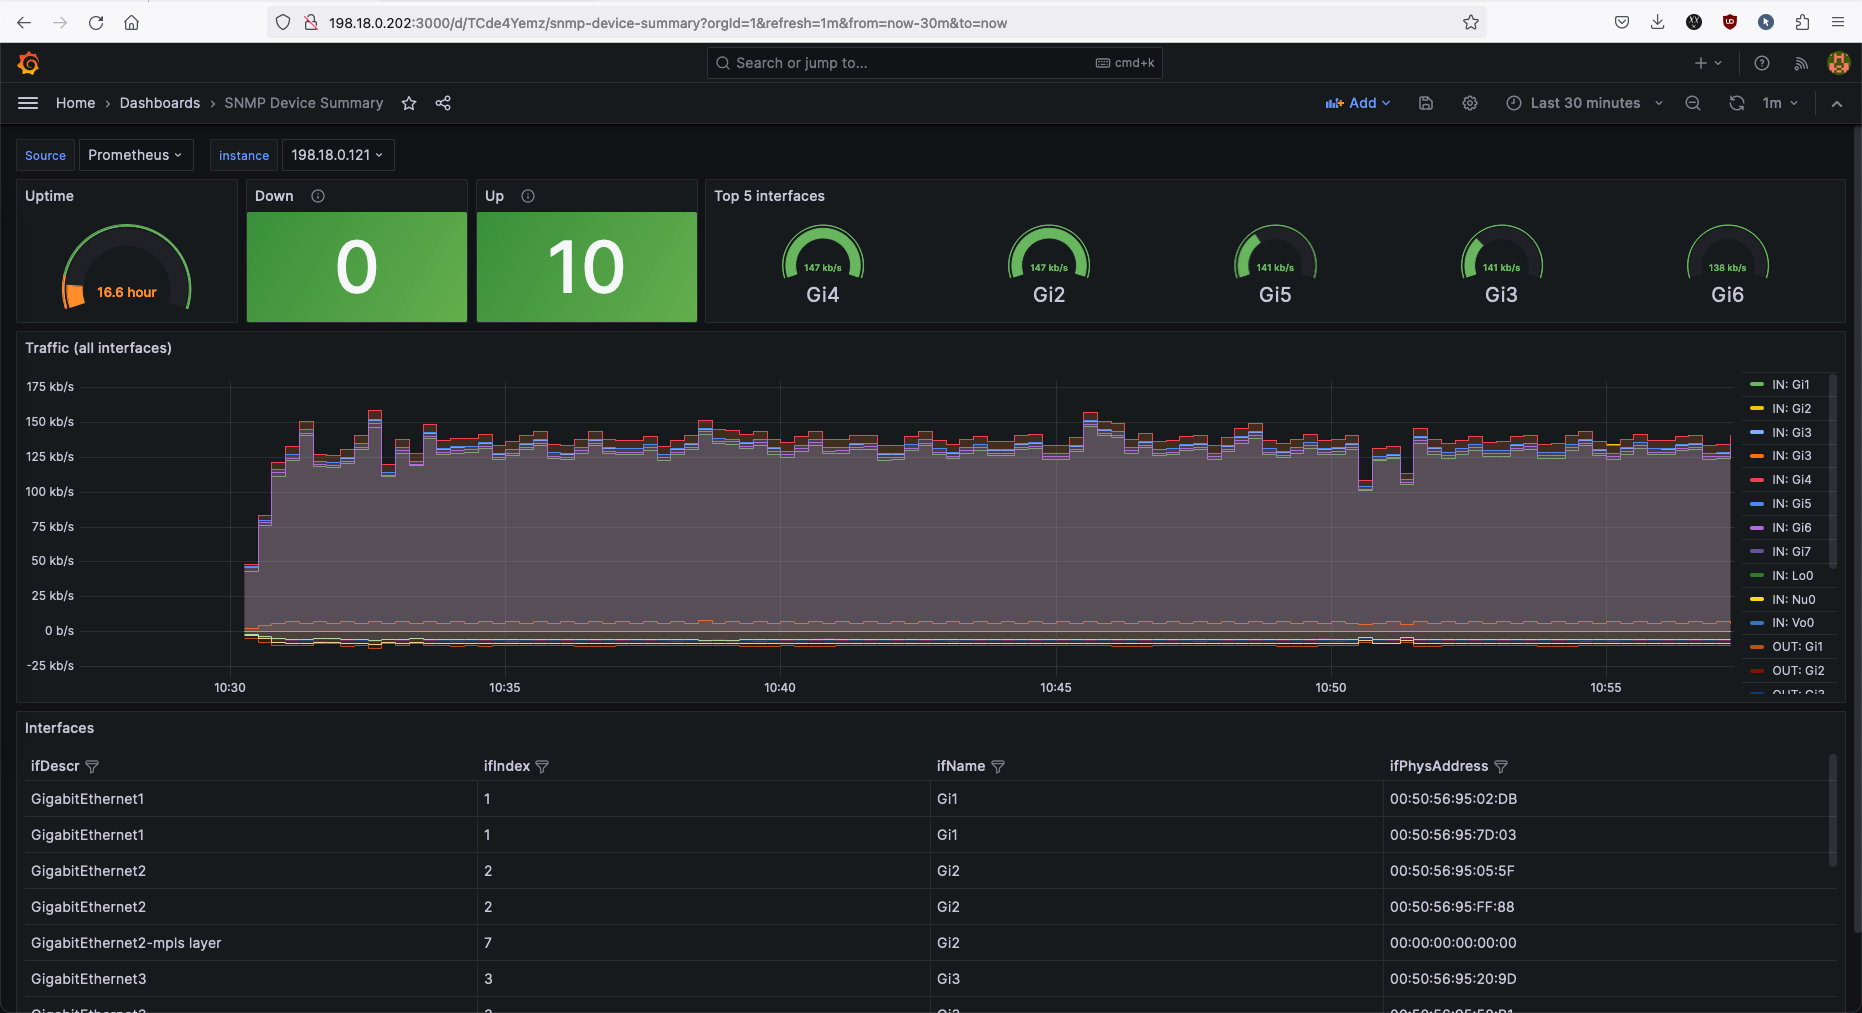 198.18.0.202:3000/d/TCde4Yemz/snmp-device-summary?orgId=1&refresh=1m&from=now-30m&to=now
Search or jump to... cmd+k
Home › Dashboards › SNMP Device Summary Add Last 30 minutes 1m
Source Prometheus instance 198.18.0.121
Uptime
16.6 hour
Down
0
Up
10
Top 5 interfaces
147 kb/s 147 kb/s 141 kb/s 141 kb/s 138 kb/s
Gi4 Gi2 Gi5 Gi3 Gi6
Traffic (all interfaces)
175 kb/s
150 kb/s
125 kb/s
100 kb/s
75 kb/s
50 kb/s
25 kb/s
0 b/s
-25 kb/s
10:30 10:35 10:40 10:45 10:50 10:55
IN: Gi1
IN: Gi2
IN: Gi3
IN: Gi3
IN: Gi4
IN: Gi5
IN: Gi6
IN: Gi7
IN: Lo0
IN: Nu0
IN: Vo0
OUT: Gi1
OUT: Gi2
Interfaces
ifDescr ifIndex ifName ifPhysAddress
GigabitEthernet1 1 Gi1 00:50:56:95:02:DB
GigabitEthernet1 1 Gi1 00:50:56:95:7D:03
GigabitEthernet2 2 Gi2 00:50:56:95:05:5F
GigabitEthernet2 2 Gi2 00:50:56:95:FF:88
GigabitEthernet2-mpls layer 7 Gi2 00:00:00:00:00:00
GigabitEthernet3 3 Gi3 00:50:56:95:20:9D